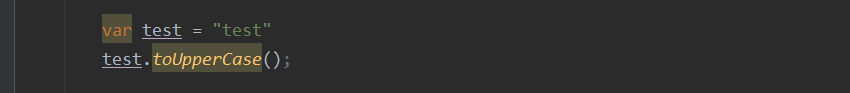 var test = "test"
test.toUpperCase();